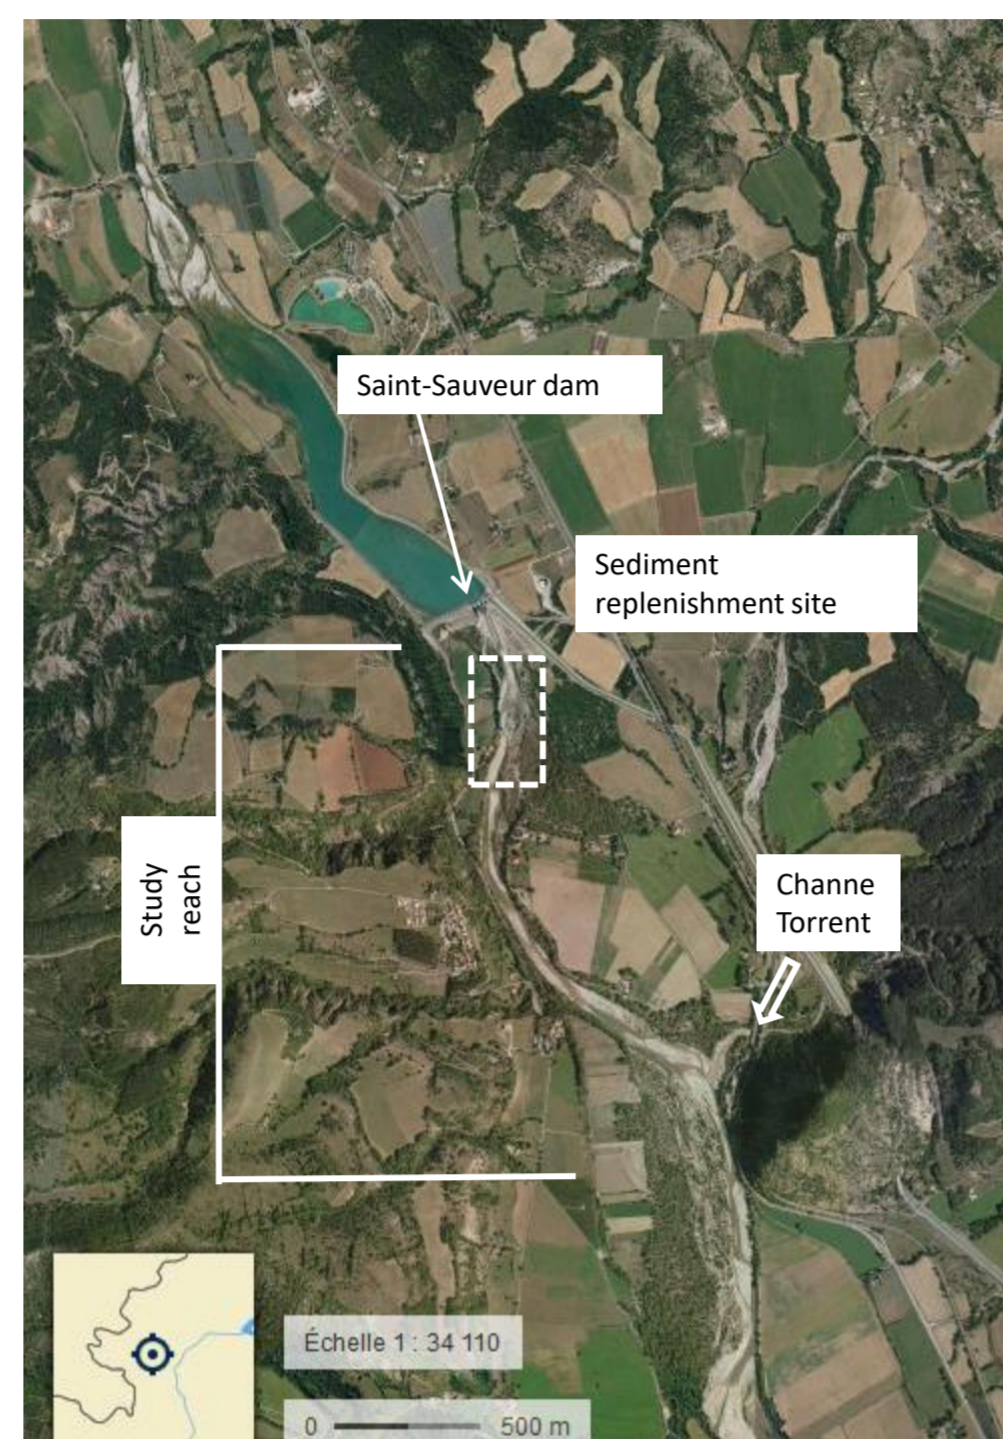 Saint-Sauveur dam
Sediment
replenishment site
Study
reach
Channe
Torrent
Échelle 1 : 34 110
0
500 m